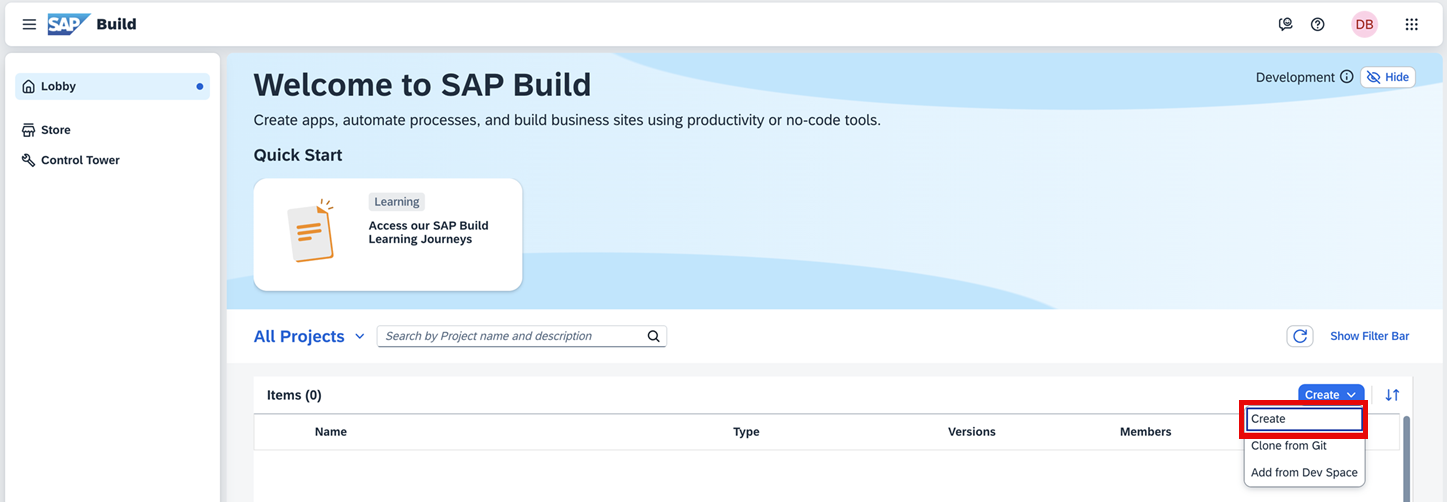 SAP Build
DB
Lobby
Store
Control Tower
Welcome to SAP Build
Development
Hide
Create apps, automate processes, and build business sites using productivity or no-code tools.
Quick Start
Learning
Access our SAP Build
Learning Journeys
All Projects
Search by Project name and description
Show Filter Bar
Items (0)
Create
Name
Type
Versions
Members
Create
Clone from Git
Add from Dev Space